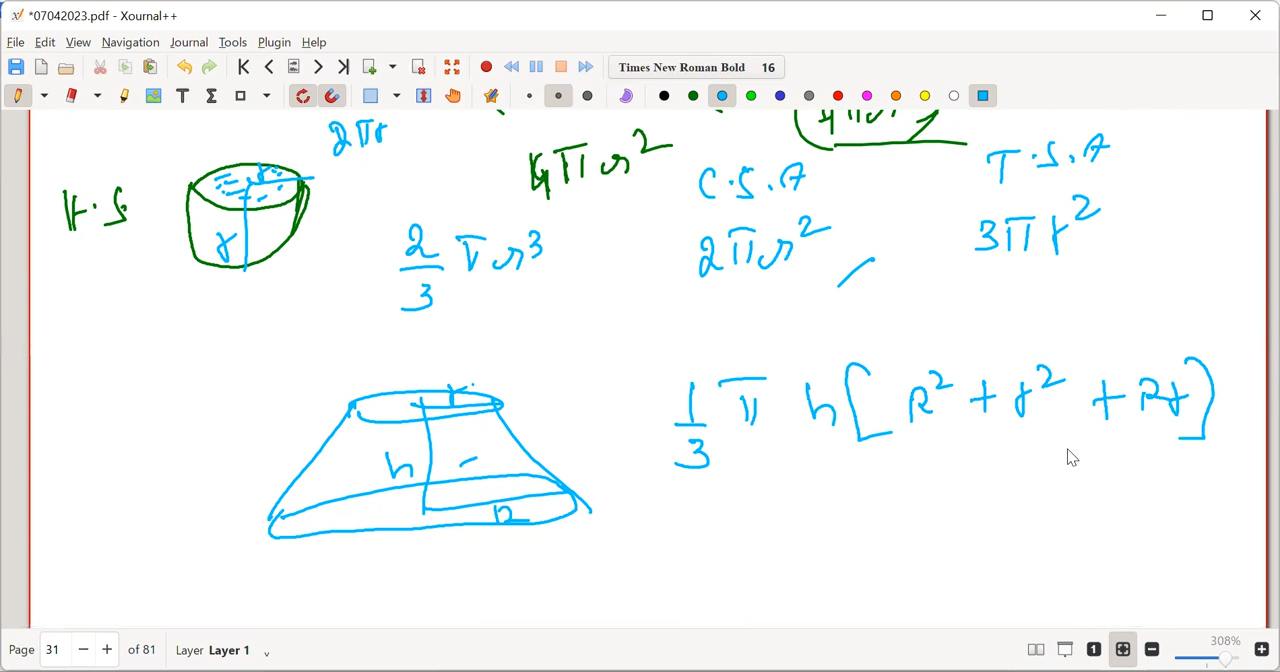 *07042023.pdf - Xournal++
File Edit View Navigation Journal Tools Plugin Help
Times New Roman Bold 16
2πr
4πr²
4πr²
C.S.A
T.S.A
H.S
r
r
2/3 πr³
2πr²
3πr²
r
h
R
1/3 π h[R² + r² + Rr]
Page 31 of 81 Layer Layer 1
308%